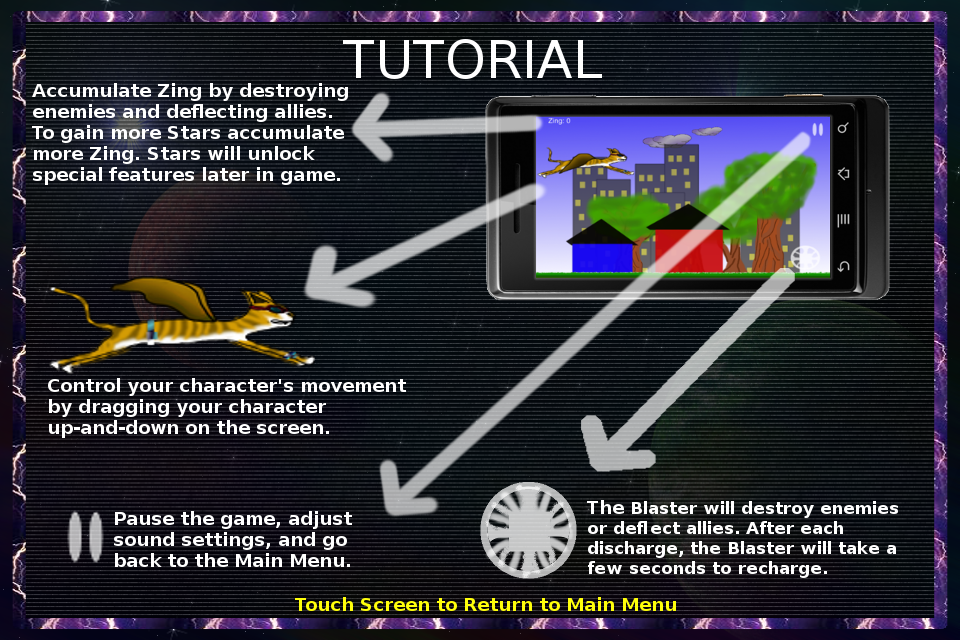 TUTORIAL
Accumulate Zing by destroying
enemies and deflecting allies.
To gain more Stars accumulate
more Zing. Stars will unlock
special features later in game.
Zing: 0
Control your character's movement
by dragging your character
up-and-down on the screen.
Pause the game, adjust
sound settings, and go
back to the Main Menu.
The Blaster will destroy enemies
or deflect allies. After each
discharge, the Blaster will take a
few seconds to recharge.
Touch Screen to Return to Main Menu